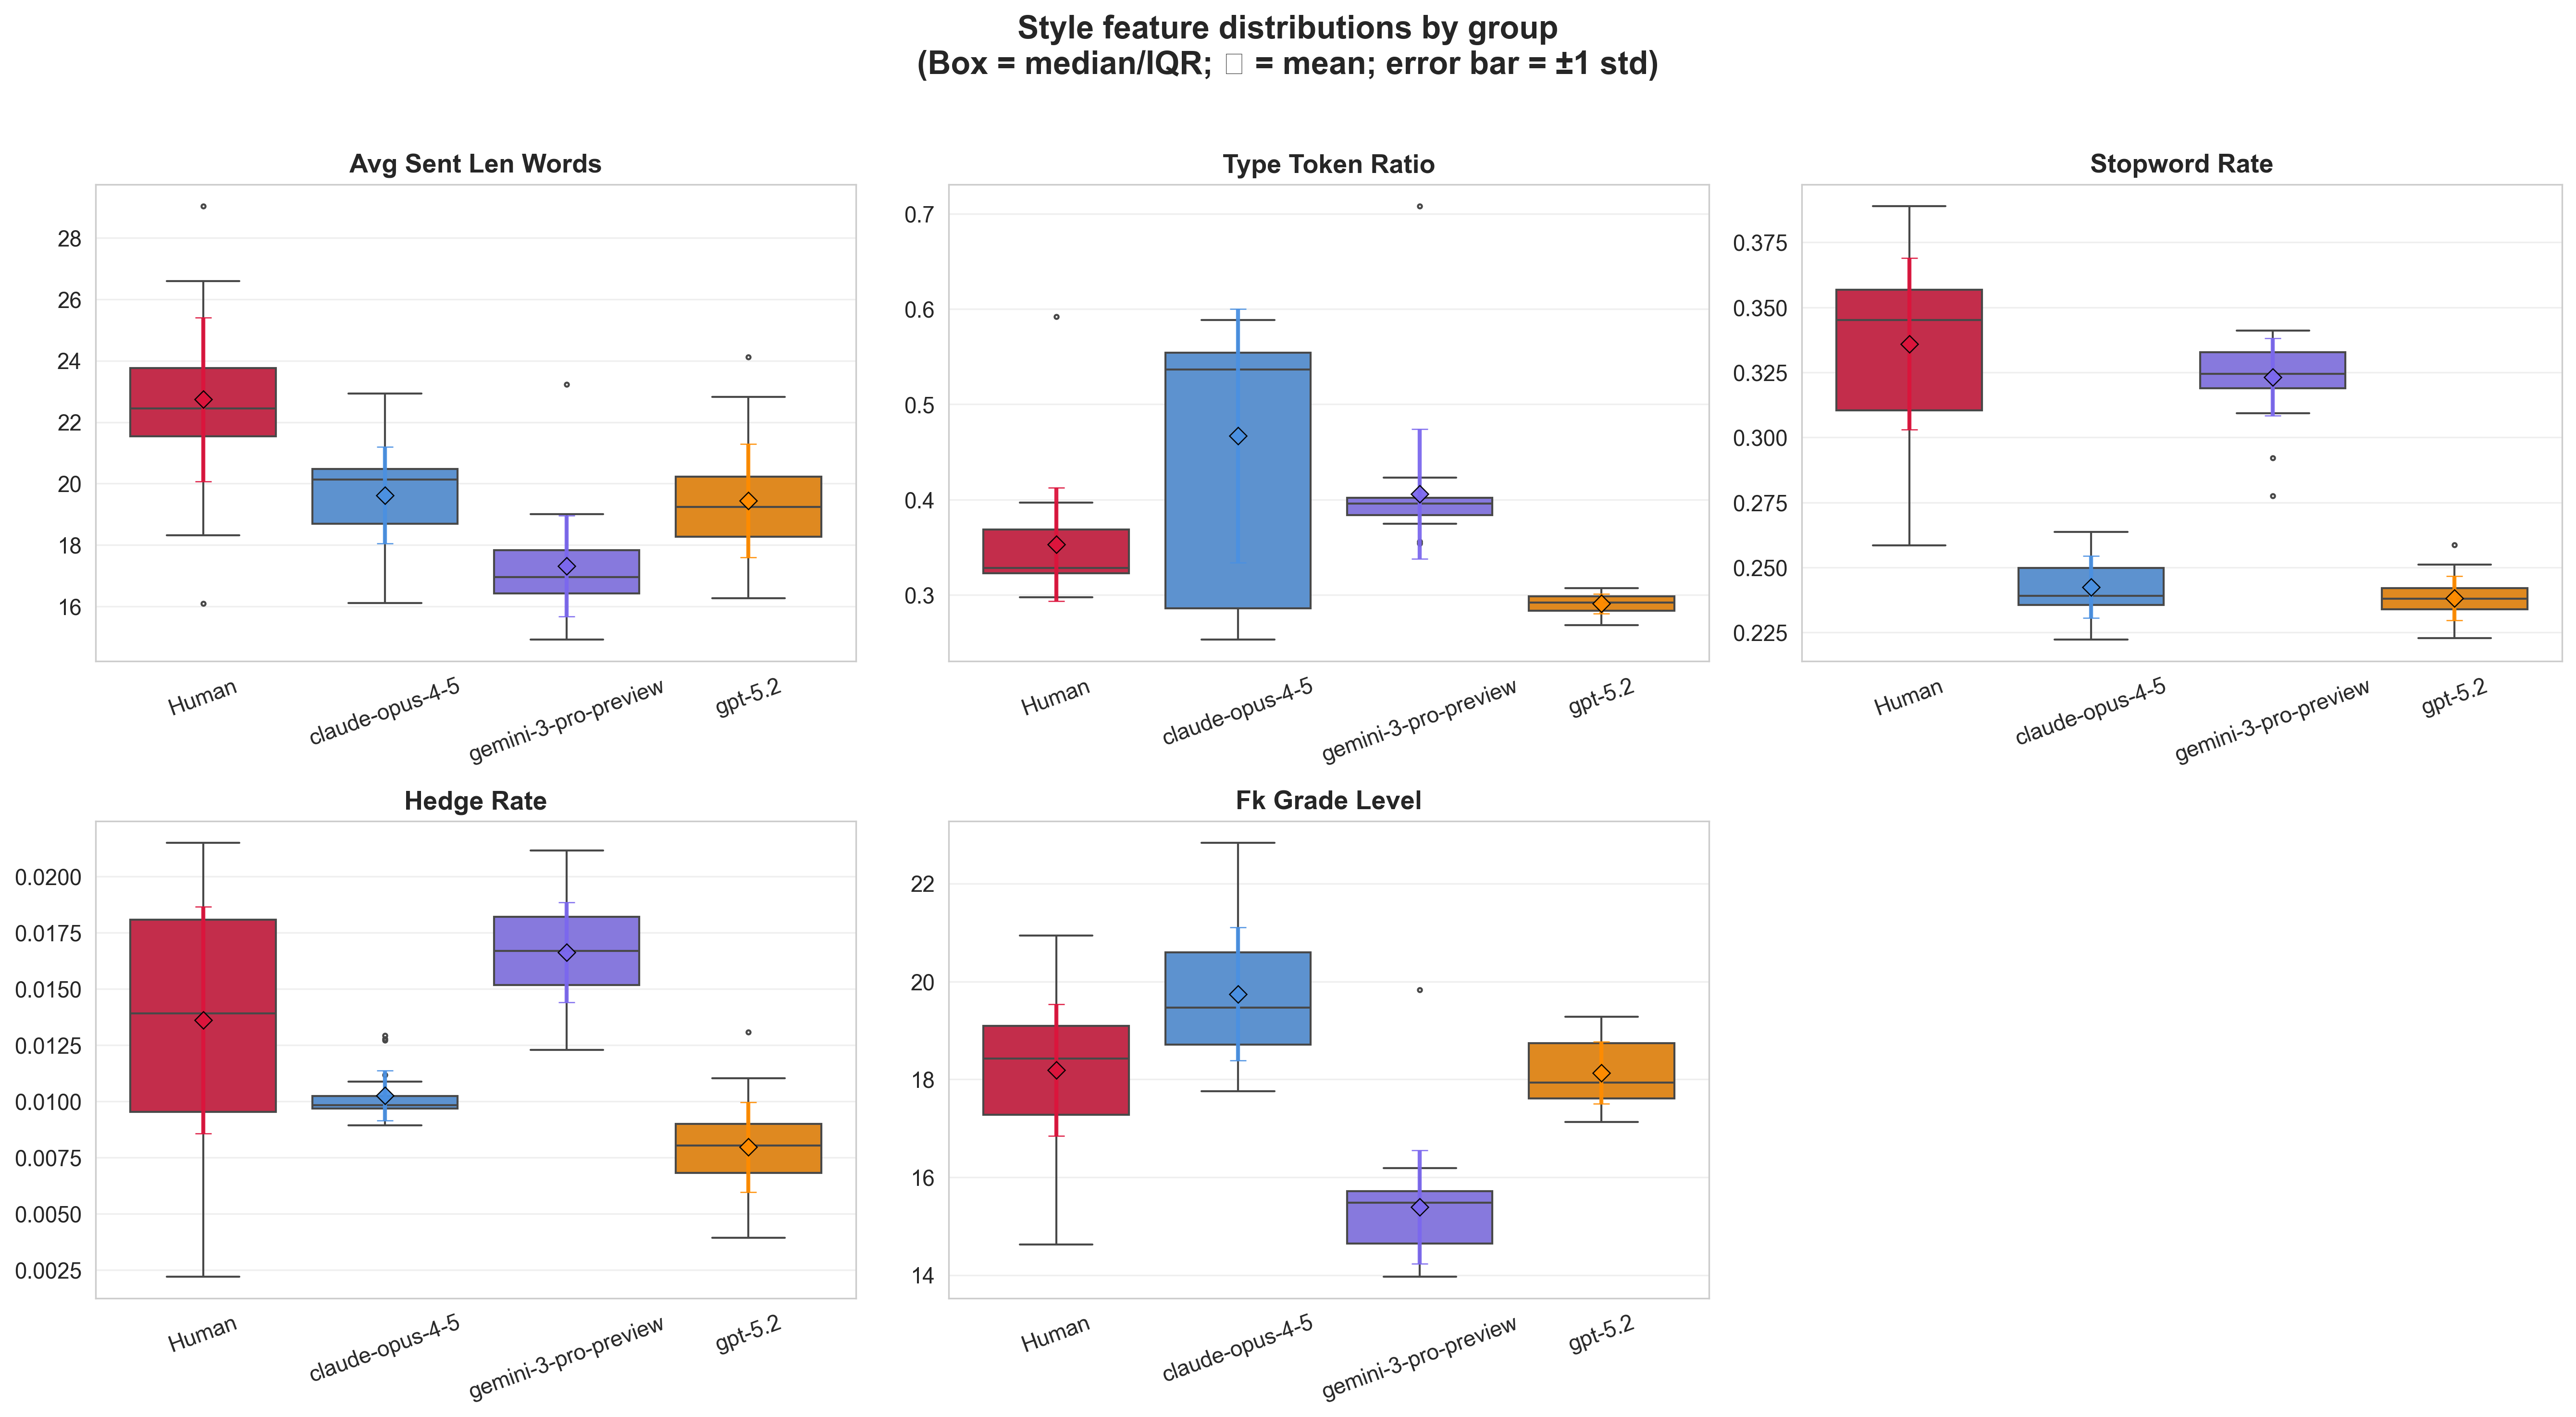 Style feature distributions by group
(Box = median/IQR; □ = mean; error bar = ±1 std)
Avg Sent Len Words
28
26
24
22
20
18
16
Human
claude-opus-4-5
gemini-3-pro-preview
gpt-5.2
Type Token Ratio
0.7
0.6
0.5
0.4
0.3
Human
claude-opus-4-5
gemini-3-pro-preview
gpt-5.2
Stopword Rate
0.375
0.350
0.325
0.300
0.275
0.250
0.225
Human
claude-opus-4-5
gemini-3-pro-preview
gpt-5.2
Hedge Rate
0.0200
0.0175
0.0150
0.0125
0.0100
0.0075
0.0050
0.0025
Human
claude-opus-4-5
gemini-3-pro-preview
gpt-5.2
Fk Grade Level
22
20
18
16
14
Human
claude-opus-4-5
gemini-3-pro-preview
gpt-5.2